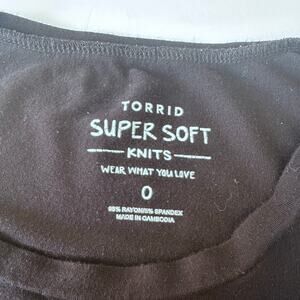 TORRID
SUPER SOFT
KNITS
WEAR WHAT YOU LOVE
0
95% RAYON/5% SPANDEX
MADE IN CAMBODIA